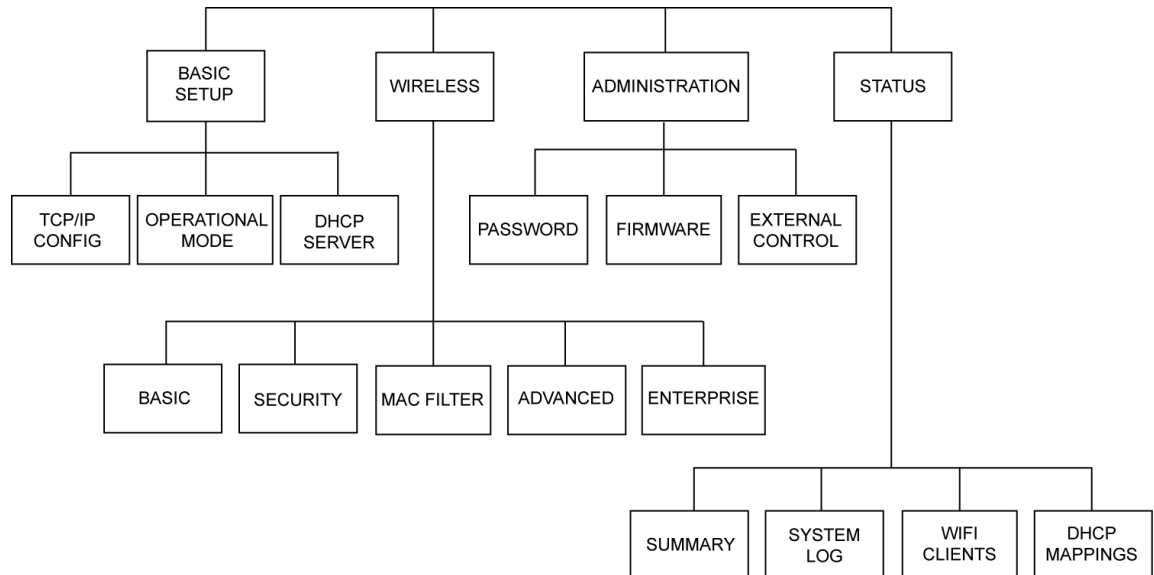 BASIC
SETUP
WIRELESS
ADMINISTRATION
STATUS
TCP/IP
CONFIG
OPERATIONAL
MODE
DHCP
SERVER
PASSWORD
FIRMWARE
EXTERNAL
CONTROL
BASIC
SECURITY
MAC FILTER
ADVANCED
ENTERPRISE
SUMMARY
SYSTEM
LOG
WIFI
CLIENTS
DHCP
MAPPINGS